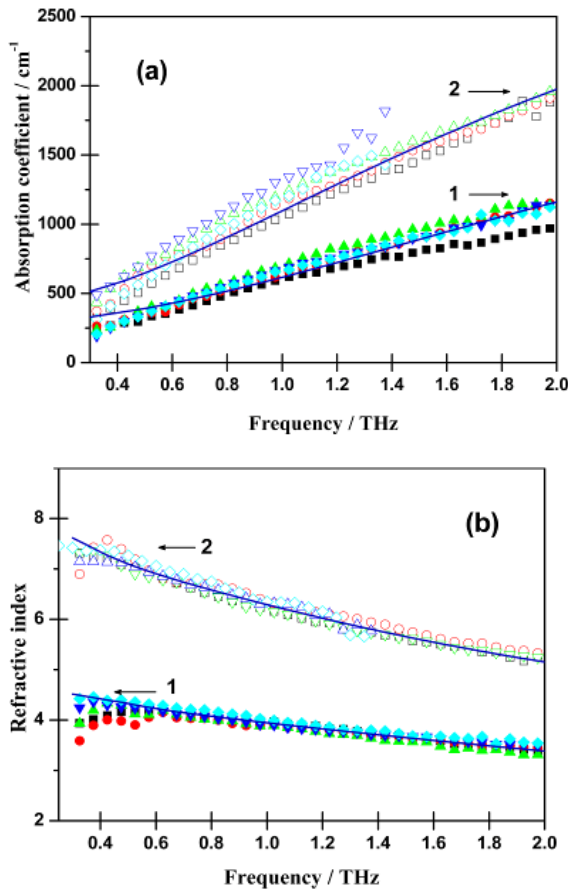 2500
(a)
2
2000
1500
1
1000
500
0
0.4 0.6 0.8 1.0 1.2 1.4 1.6 1.8 2.0
Absorption coefficient / cm⁻¹
Frequency / THz
(b)
8
2
6
1
4
2
0.4 0.6 0.8 1.0 1.2 1.4 1.6 1.8 2.0
Refractive index
Frequency / THz